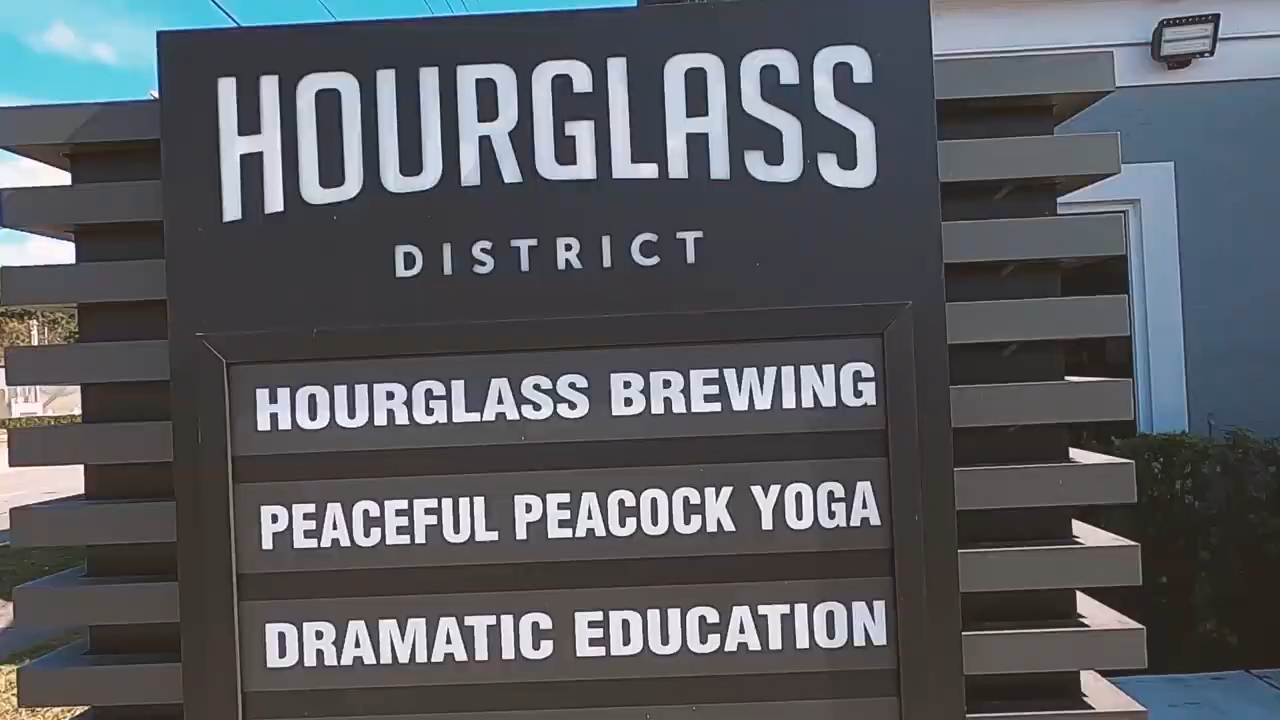 HOURGLASS
DISTRICT
HOURGLASS BREWING
PEACEFUL PEACOCK YOGA
DRAMATIC EDUCATION